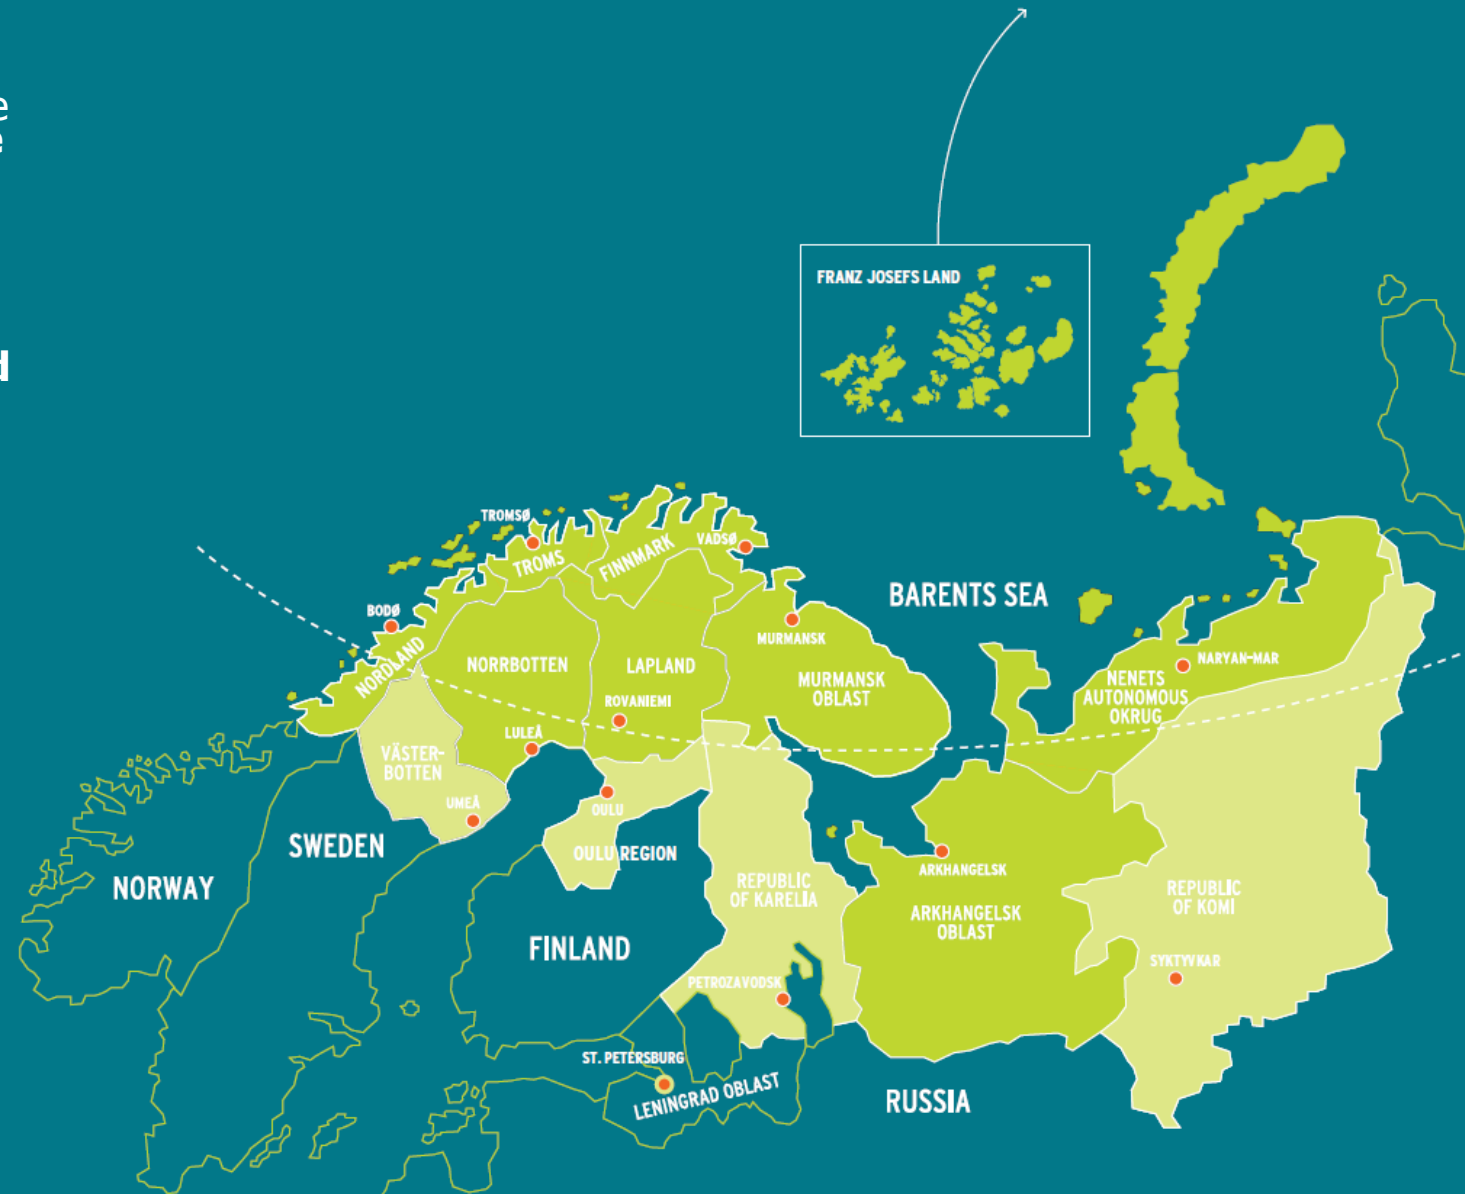 e
e
d
FRANZ JOSEFS LAND
TROMSØ
TROMS
FINNMARK
VADSØ
BARENTS SEA
BODØ
NORDLAND
NORRBOTTEN
LAPLAND
MURMANSK
MURMANSK
OBLAST
NARYAN-MAR
NENETS
AUTONOMOUS
OKRUG
ROVANIEMI
LULEÅ
VÄSTER-
BOTTEN
UMEÅ
OULU
OULU REGION
SWEDEN
NORWAY
FINLAND
REPUBLIC
OF KARELIA
ARKHANGELSK
ARKHANGELSK
OBLAST
REPUBLIC
OF KOMI
SYKTYVKAR
PETROZAVODSK
ST. PETERSBURG
LENINGRAD OBLAST
RUSSIA